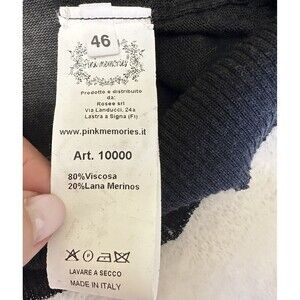 46
Pink memories
Prodotto e distribuito
da:
Rosee srl
Via Landucci, 24a
Lastra a Signa (FI)
www.pinkmemories.it
Art. 10000
80%Viscosa
20%Lana Merinos
LAVARE A SECCO
MADE IN ITALY